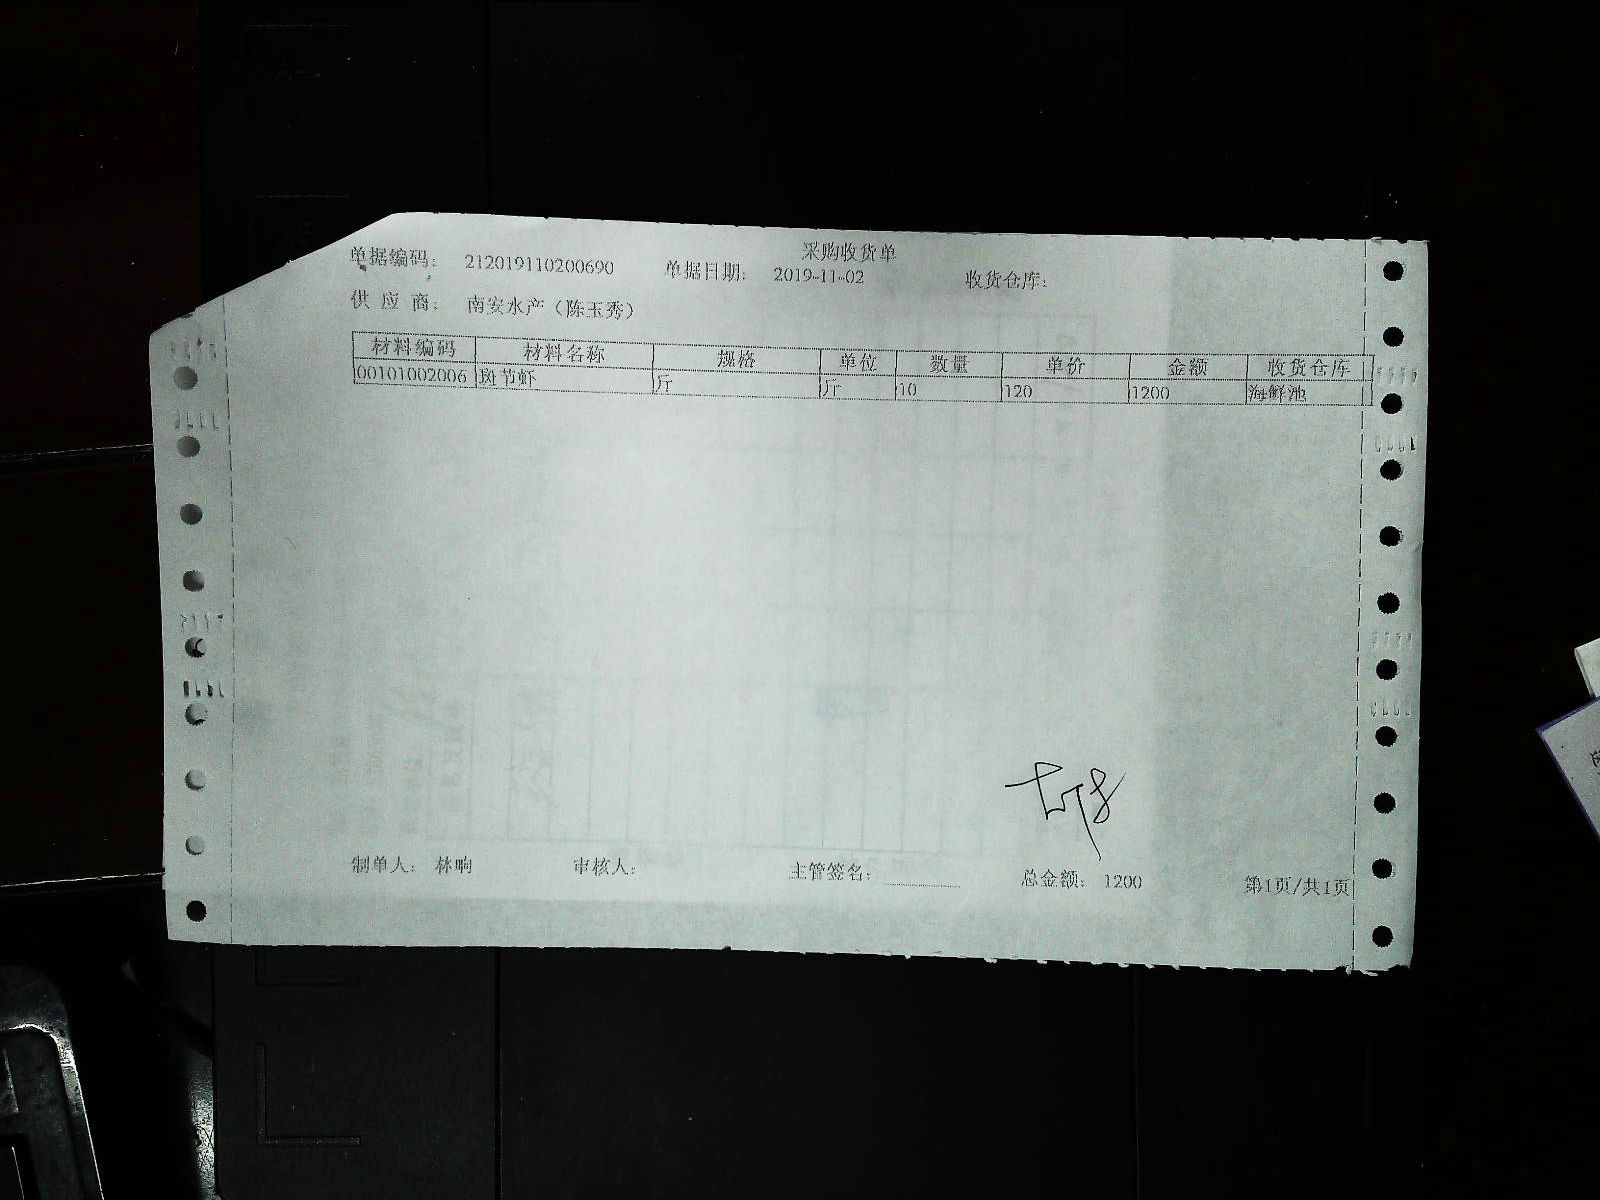 采购收货单
单据编码： 212019110200690 单据日期： 2019-11-02 收货仓库：
供 应 商： 南安水产（陈玉秀）
材料编码 材料名称 规格 单位 数量 单价 金额 收货仓库
00101002006 斑节虾 斤 斤 10 120 1200 海鲜池
制单人： 林响 审核人： 主管签名： 总金额： 1200 第1页/共1页